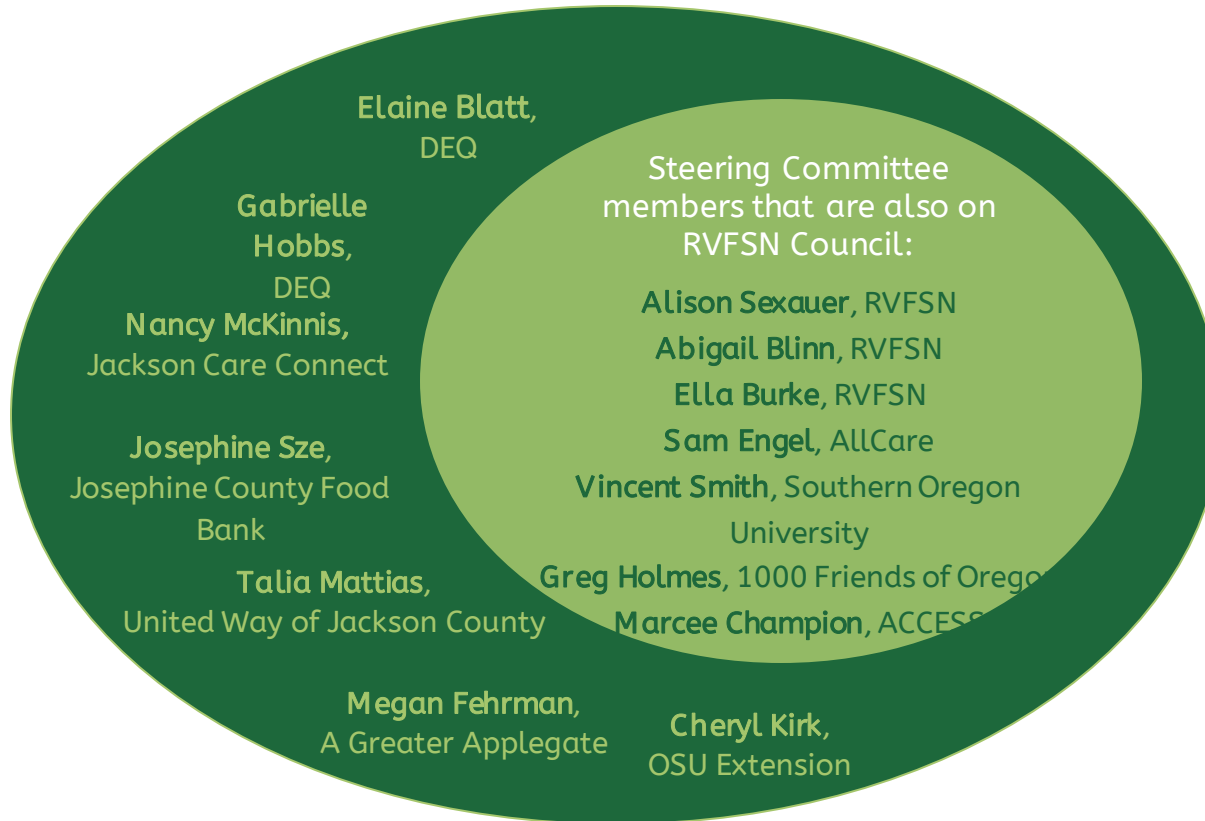 Elaine Blatt,
DEQ
Gabrielle
Hobbs,
DEQ
Nancy McKinnis,
Jackson Care Connect
Josephine Sze,
Josephine County Food
Bank
Talia Mattias,
United Way of Jackson County
Megan Fehrman,
A Greater Applegate
Cheryl Kirk,
OSU Extension
Steering Committee
members that are also on
RVFSN Council:
Alison Sexauer, RVFSN
Abigail Blinn, RVFSN
Ella Burke, RVFSN
Sam Engel, AllCare
Vincent Smith, Southern Oregon
University
Greg Holmes, 1000 Friends of Oregon
Marcee Champion, ACCESS